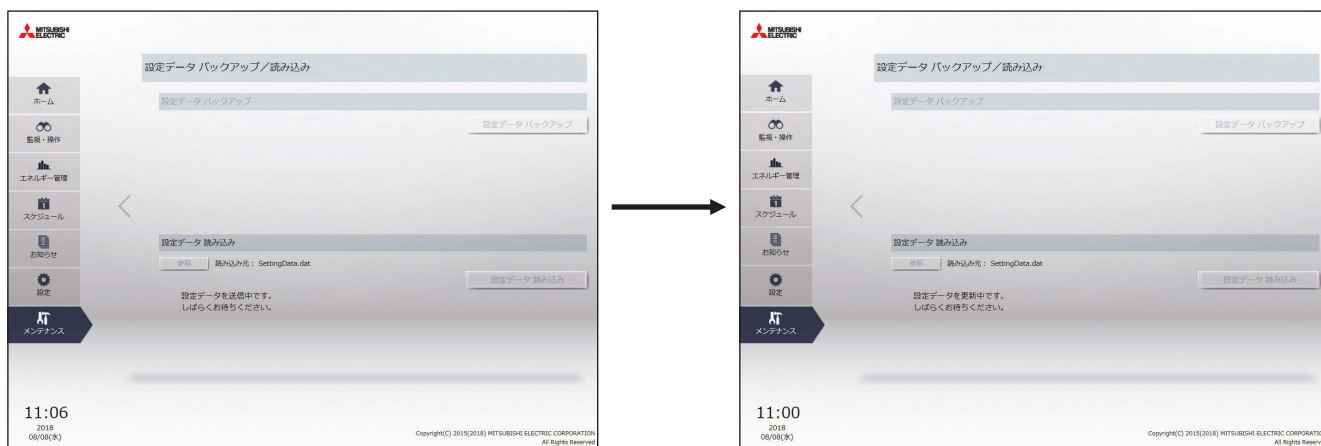 MITSUBISHI
ELECTRIC
設定データ バックアップ／読み込み
ホーム
監視・操作
エネルギー管理
スケジュール
お知らせ
設定
メンテナンス
設定データ バックアップ
設定データ バックアップ
設定データ 読み込み
参照 読み込み元： SettingData.dat
設定データ 読み込み
設定データを送信中です。
しばらくお待ちください。
11:06
2018
08/08(水)
Copyright(C) 2015(2018) MITSUBISHI ELECTRIC CORPORATION
All Rights Reserved
MITSUBISHI
ELECTRIC
設定データ バックアップ／読み込み
ホーム
監視・操作
エネルギー管理
スケジュール
お知らせ
設定
メンテナンス
設定データ バックアップ
設定データ バックアップ
設定データ 読み込み
参照 読み込み元： SettingData.dat
設定データ 読み込み
設定データを更新中です。
しばらくお待ちください。
11:00
2018
08/08(水)
Copyright(C) 2015(2018) MITSUBISHI ELECTRIC CORPORATIO
All Rights Reserv